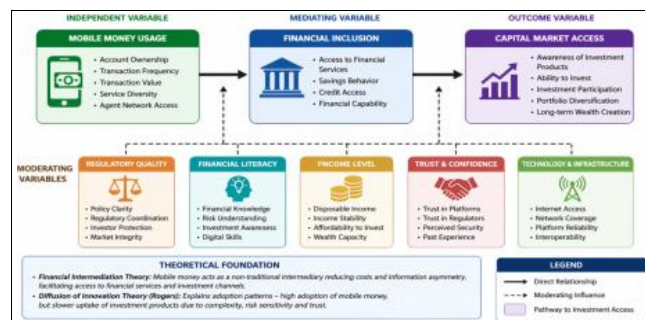 INDEPENDENT VARIABLE
MEDIATING VARIABLE
OUTCOME VARIABLE
MOBILE MONEY USAGE
• Account Ownership
• Transaction Frequency
• Transaction Value
• Service Diversity
• Agent Network Access
FINANCIAL INCLUSION
• Access to Financial
Services
• Savings Behavior
• Credit Access
• Financial Capability
CAPITAL MARKET ACCESS
• Awareness of Investment
Products
• Ability to Invest
• Investment Participation
• Portfolio Diversification
• Long-term Wealth Creation
MODERATING
VARIABLES
REGULATORY QUALITY
• Policy Clarity
• Regulatory Coordination
• Investor Protection
• Market Integrity
FINANCIAL LITERACY
• Financial Knowledge
• Risk Understanding
• Investment Awareness
• Digital Skills
FINCOME LEVEL
• Disposable Income
• Income Stability
• Affordability to Invest
• Wealth Capacity
TRUST & CONFIDENCE
• Trust in Platforms
• Trust in Regulators
• Perceived Security
• Past Experience
TECHNOLOGY & INFRASTRUCTURE
• Internet Access
• Network Coverage
• Platform Reliability
• Interoperability
THEORETICAL FOUNDATION
• Financial Intermediation Theory: Mobile money acts as a non-traditional intermediary reducing costs and information asymmetry,
facilitating access to financial services and investment channels.
• Diffusion of Innovation Theory (Rogers): Explains adoption patterns – high adoption of mobile money,
but slower uptake of investment products due to complexity, risk sensitivity and trust.
LEGEND
Direct Relationship
Moderating Influence
Pathway to Investment Access